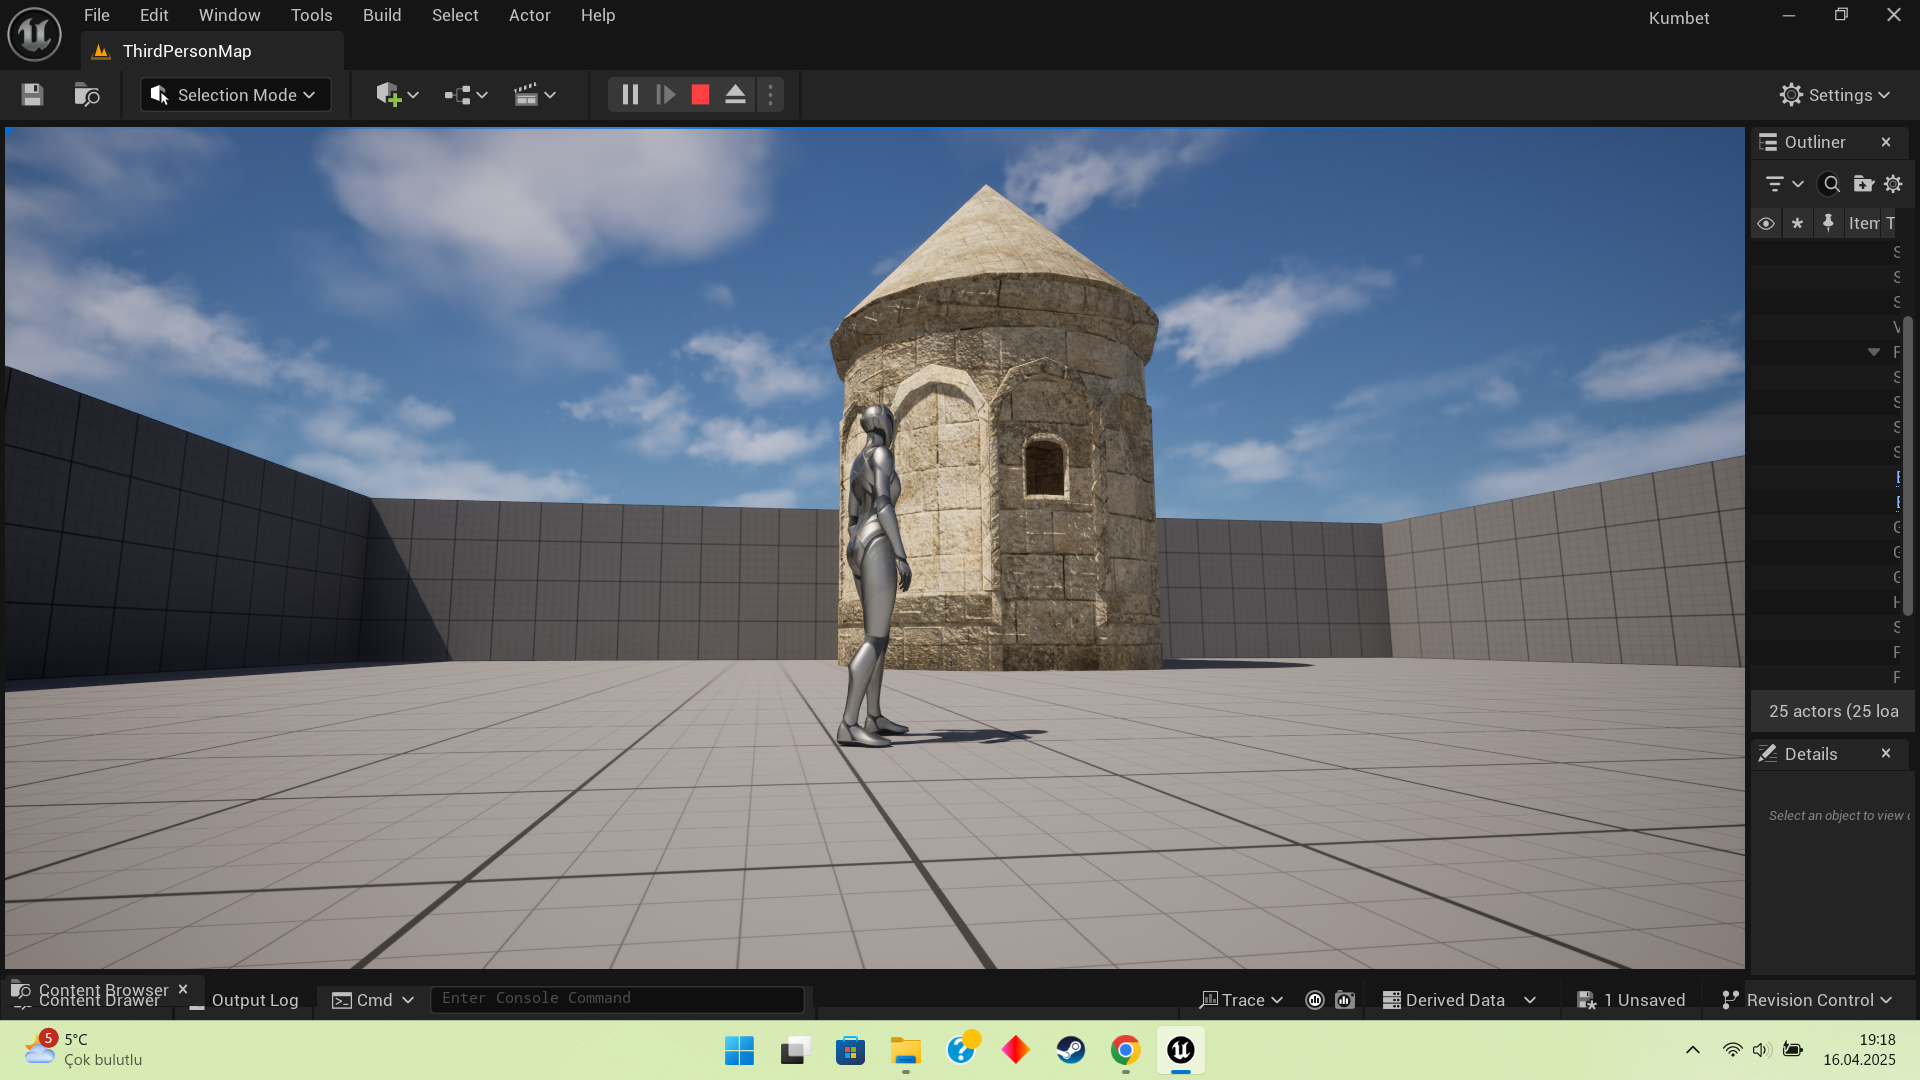 File Edit Window Tools Build Select Actor Help
Kumbet
ThirdPersonMap
Selection Mode
Settings
Outliner
Item T
S
S
S
V
F
S
S
S
S
G
G
G
H
S
F
F
25 actors (25 loa
Details
Select an object to view
Content Browser
Content Drawer
Output Log
Cmd
Enter Console Command
Trace
Derived Data
1 Unsaved
Revision Control
5
5°C
Çok bulutlu
19:18
16.04.2025